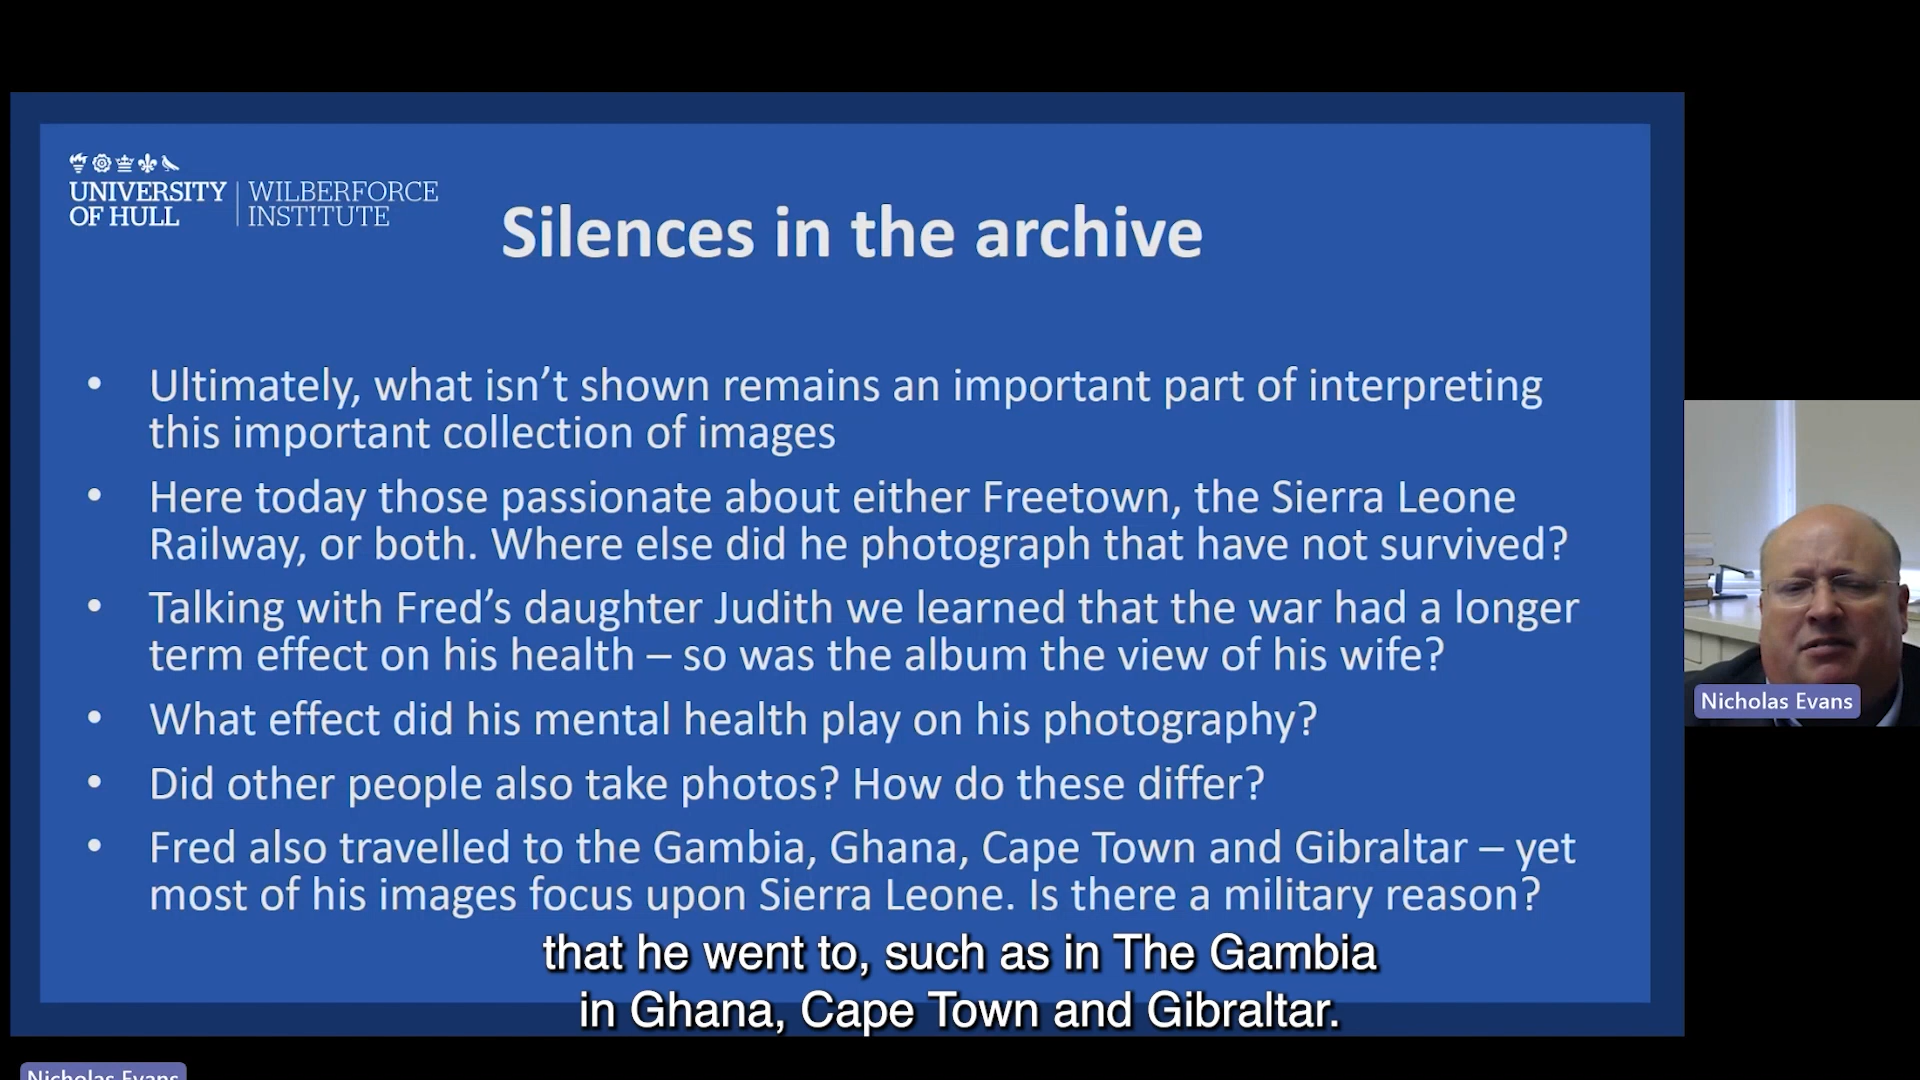 UNIVERSITY OF HULL
WILBERFORCE INSTITUTE
Silences in the archive
• Ultimately, what isn’t shown remains an important part of interpreting
this important collection of images
• Here today those passionate about either Freetown, the Sierra Leone
Railway, or both. Where else did he photograph that have not survived?
• Talking with Fred’s daughter Judith we learned that the war had a longer
term effect on his health – so was the album the view of his wife?
• What effect did his mental health play on his photography?
• Did other people also take photos? How do these differ?
• Fred also travelled to the Gambia, Ghana, Cape Town and Gibraltar – yet
most of his images focus upon Sierra Leone. Is there a military reason?
that he went to, such as in The Gambia
in Ghana, Cape Town and Gibraltar.
Nicholas Evans
Nicholas Evans